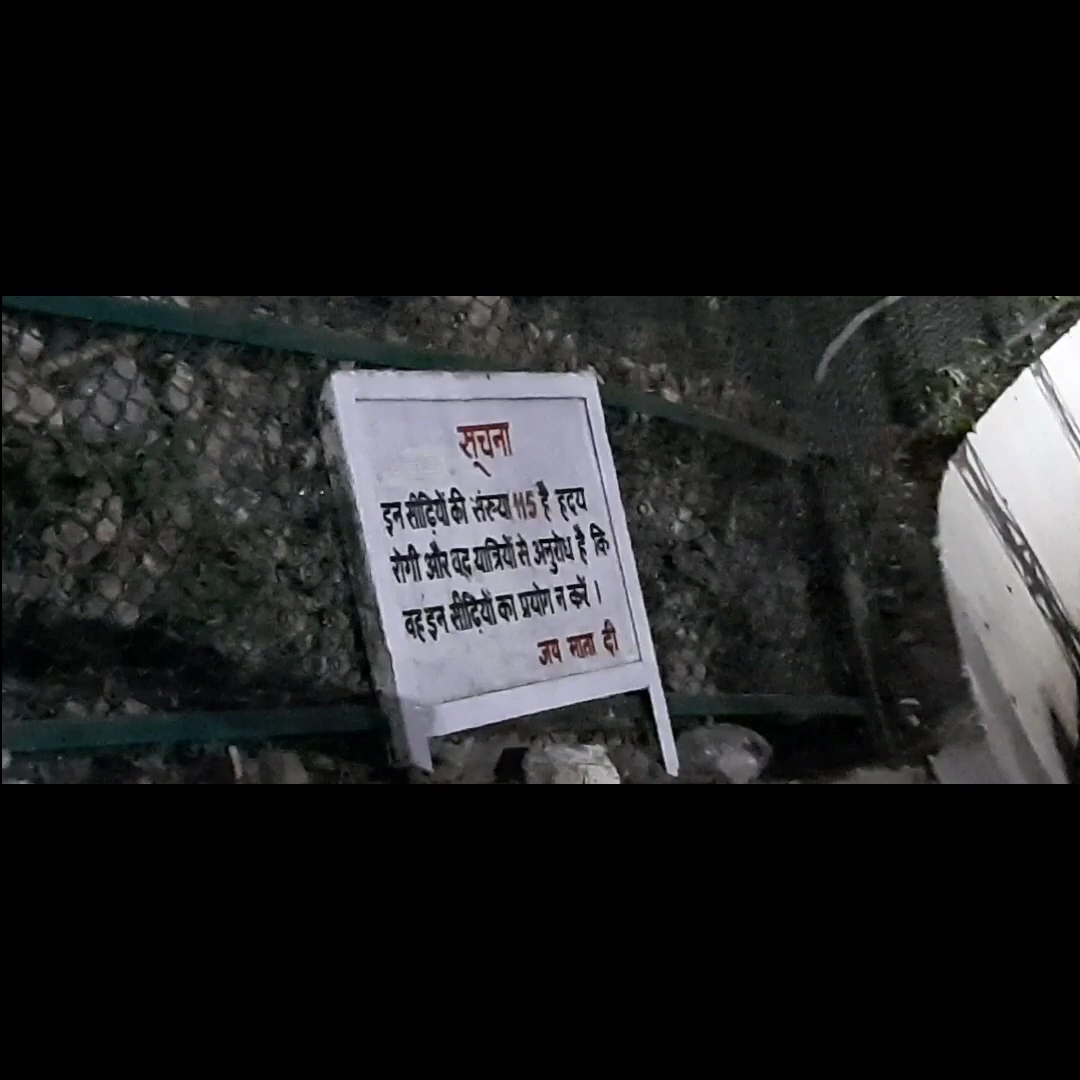 सूचना
इन सीढ़ियों की संख्या 115 है हृदय
रोगी और वृद्ध यात्रियों से अनुरोध है कि
वह इन सीढ़ियों का प्रयोग न करें ।
जय माता दी